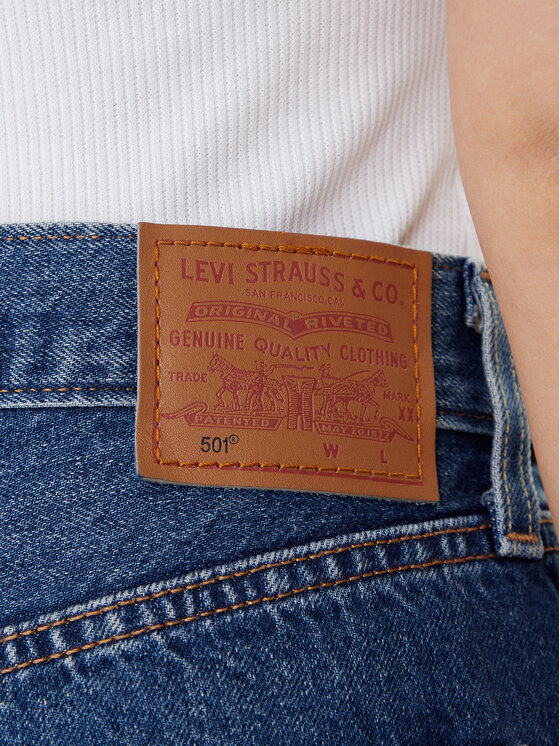 LEVI STRAUSS & CO.
SAN FRANCISCO, CAL.
ORIGINAL RIVETED
GENUINE QUALITY CLOTHING
TRADE MARK
XX
PATENTED MAY 20 1873
501® W L